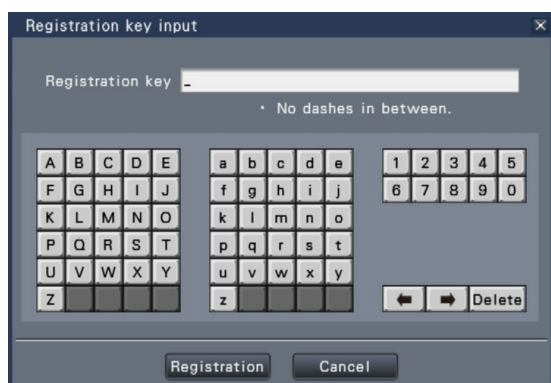 Registration key input
Registration key _
• No dashes in between.
A B C D E a b c d e 1 2 3 4 5
F G H I J f g h i j 6 7 8 9 0
K L M N O k l m n o
P Q R S T p q r s t
U V W X Y u v w x y
Z z Delete
Registration Cancel